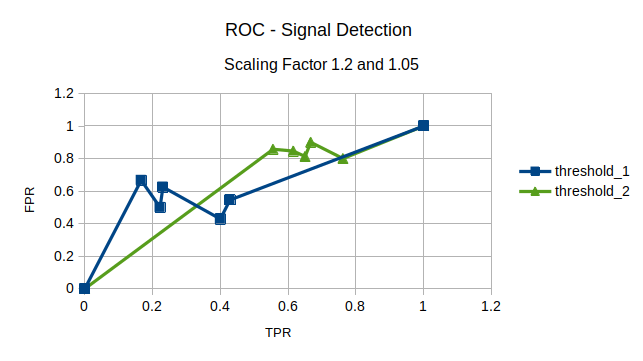 ROC - Signal Detection
Scaling Factor 1.2 and 1.05
1.2
1
0.8
0.6
0.4
0.2
0
FPR
0 0.2 0.4 0.6 0.8 1 1.2
TPR
threshold_1
threshold_2